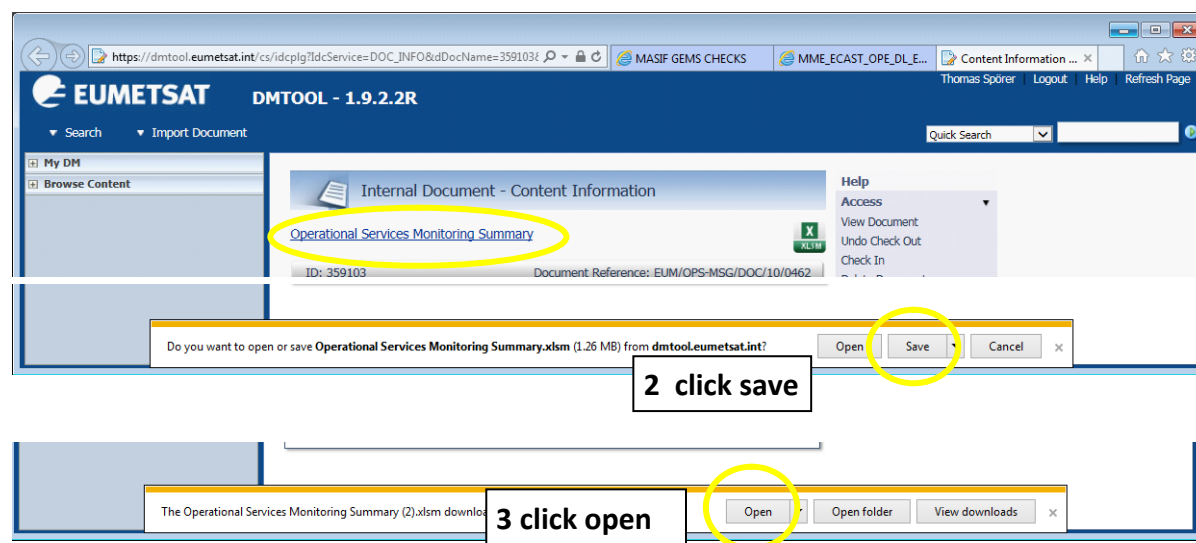 https://dmtool.eumetsat.int/cs/idcplg?IdcService=DOC_INFO&dDocName=359103&
MASIF GEMS CHECKS
MME_ECAST_OPE_DL_E...
Content Information ...
EUMETSAT
DMTOOL - 1.9.2.2R
Thomas Spörer Logout Help Refresh Page
Search Import Document
Quick Search
My DM
Browse Content
Internal Document - Content Information
Help
Access
View Document
Undo Check Out
Check In
Operational Services Monitoring Summary
X
XLSM
ID: 359103 Document Reference: EUM/OPS-MSG/DOC/10/0462
Do you want to open or save Operational Services Monitoring Summary.xlsm (1.26 MB) from dmtool.eumetsat.int?
Open Save Cancel
2 click save
The Operational Services Monitoring Summary (2).xlsm downloa
3 click open
Open Open folder View downloads